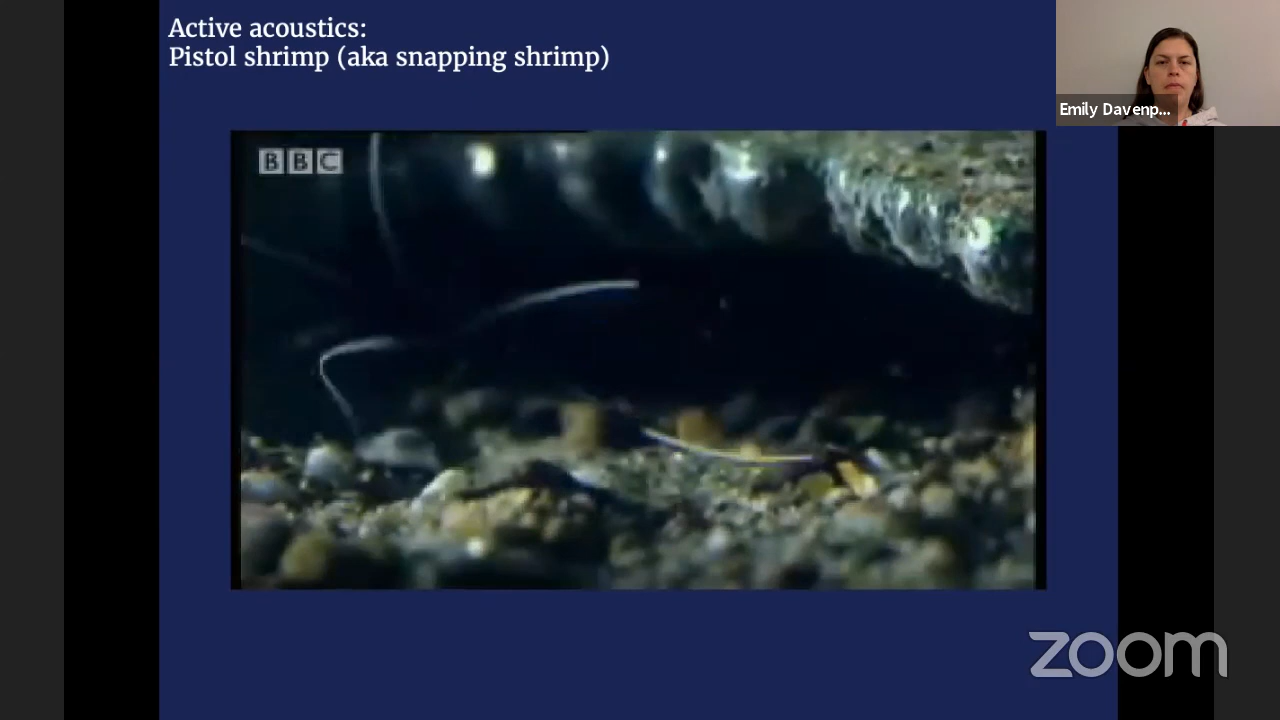 Active acoustics:
Pistol shrimp (aka snapping shrimp)
Emily Davenp...
BBC
zoom